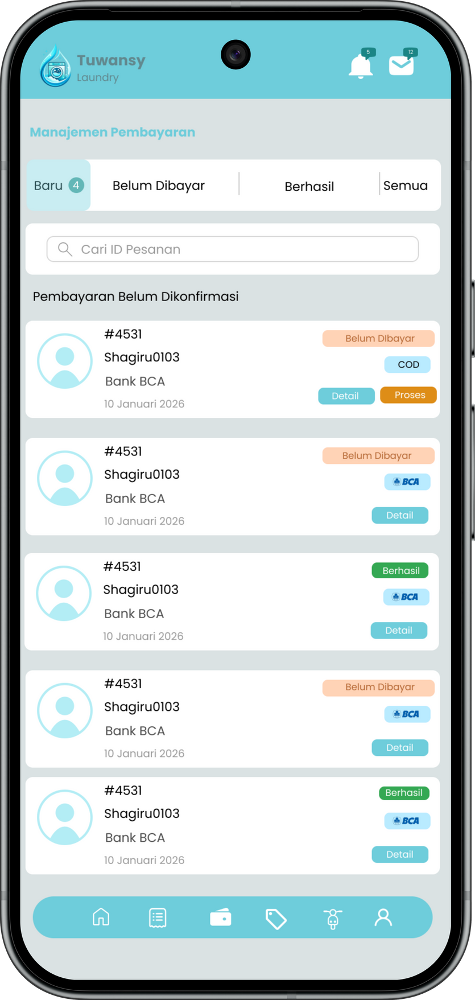 Tuwansy
Laundry
5
12
Manajemen Pembayaran
Baru 4 Belum Dibayar Berhasil Semua
Cari ID Pesanan
Pembayaran Belum Dikonfirmasi
#4531
Belum DIbayar
Shagiru0103
COD
Bank BCA
Detail Proses
10 Januari 2026
#4531
Belum Dibayar
Shagiru0103
BCA
Bank BCA
Detail
10 Januari 2026
#4531
Berhasil
Shagiru0103
BCA
Bank BCA
Detail
10 Januari 2026
#4531
Belum Dibayar
Shagiru0103
BCA
Bank BCA
Detail
10 Januari 2026
#4531
Berhasil
Shagiru0103
BCA
Bank BCA
Detail
10 Januari 2026